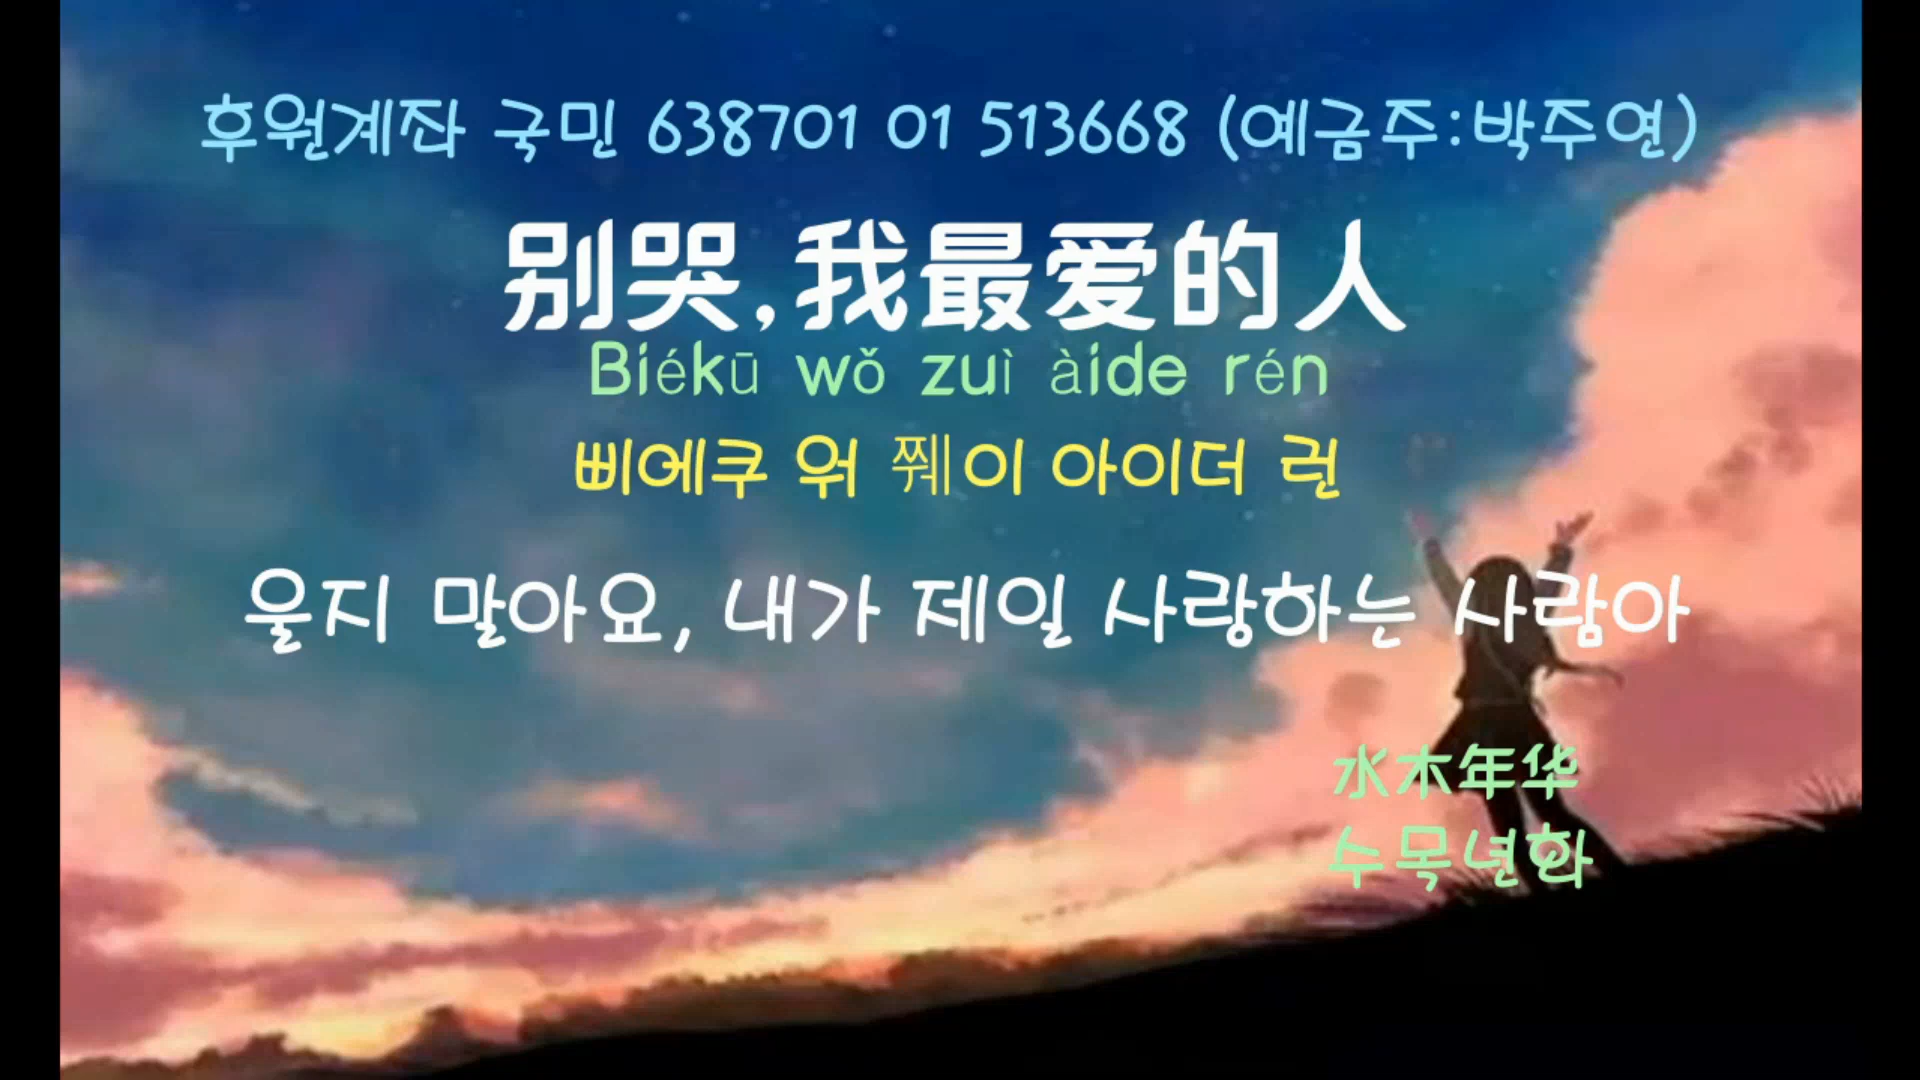 후원계좌 국민 638701 01 513668 (예금주:박주연)
别哭,我最爱的人
Biékū wǒ zuì àide rén
삐에쿠 워 쮀이 아이더 런
울지 말아요, 내가 제일 사랑하는 사람아
水木年华
수목년화